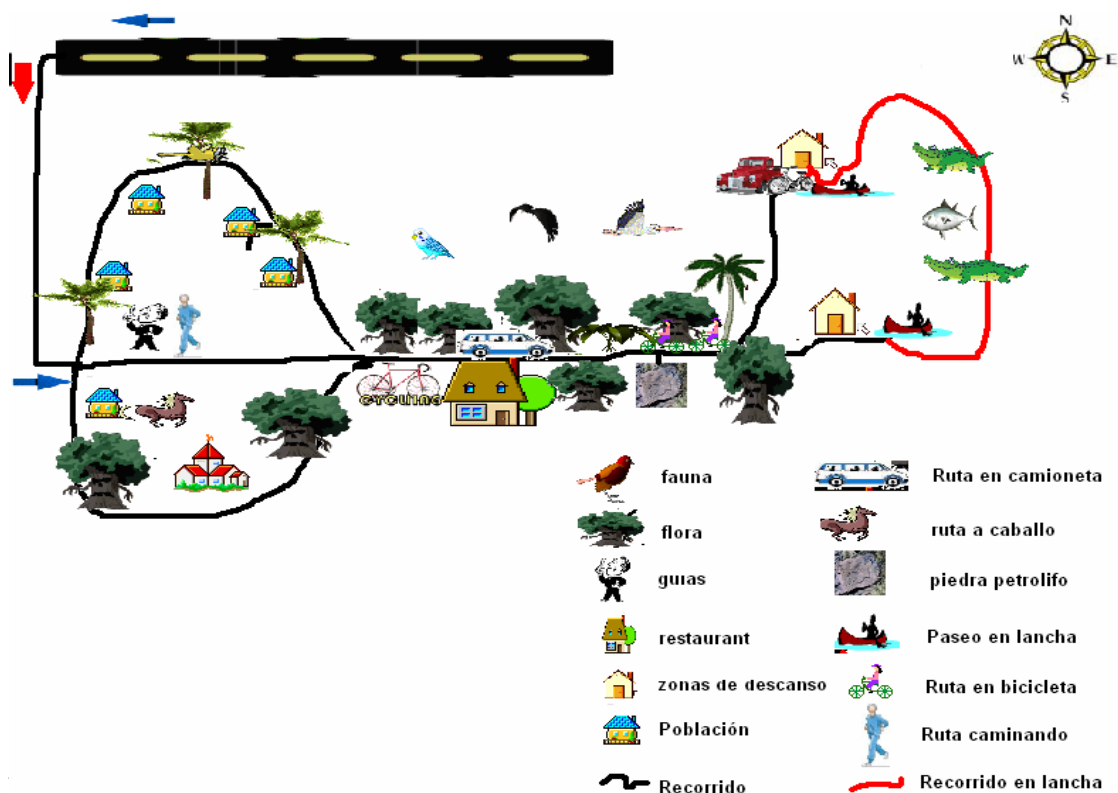 N
W E
S
CYCLING
fauna
Ruta en camioneta
flora
ruta a caballo
guias
piedra petrolifo
restaurant
Paseo en lancha
zonas de descanso
Ruta en bicicleta
Población
Ruta caminando
Recorrido
Recorrido en lancha